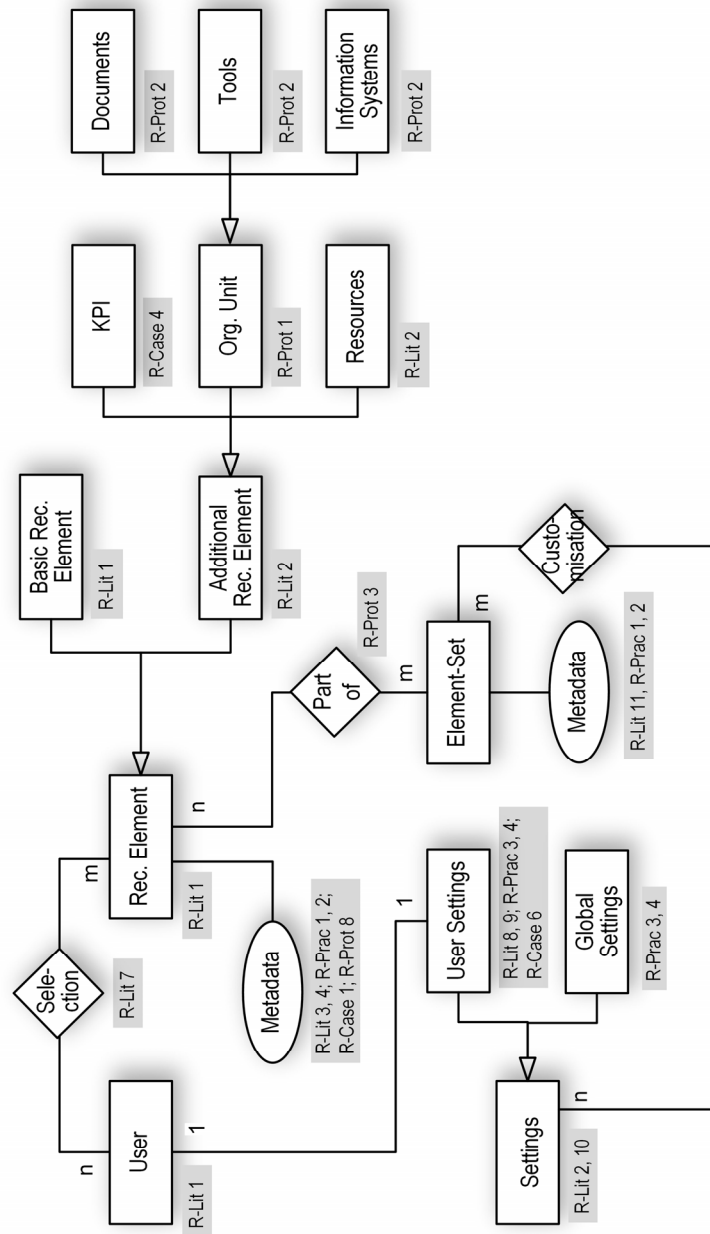 Sele-
ction
R-Lit 7
n
m
User
1
R-Lit 1
Rec. Element
R-Lit 1
n
Metadata
R-Lit 3, 4; R-Prac 1, 2;
R-Case 1; R-Prot 8
Basic Rec.
Element
R-Lit 1
Additional
Rec. Element
R-Lit 2
KPI
R-Case 4
Org. Unit
R-Prot 1
Resources
R-Lit 2
Documents
R-Prot 2
Tools
R-Prot 2
Information
Systems
R-Prot 2
Part
of
R-Prot 3
m
Element-Set
m
Metadata
R-Lit 11, R-Prac 1, 2
Custo-
misation
1
User Settings
R-Lit 8, 9; R-Prac 3, 4;
R-Case 6
Global
Settings
R-Prac 3, 4
Settings
n
R-Lit 2, 10